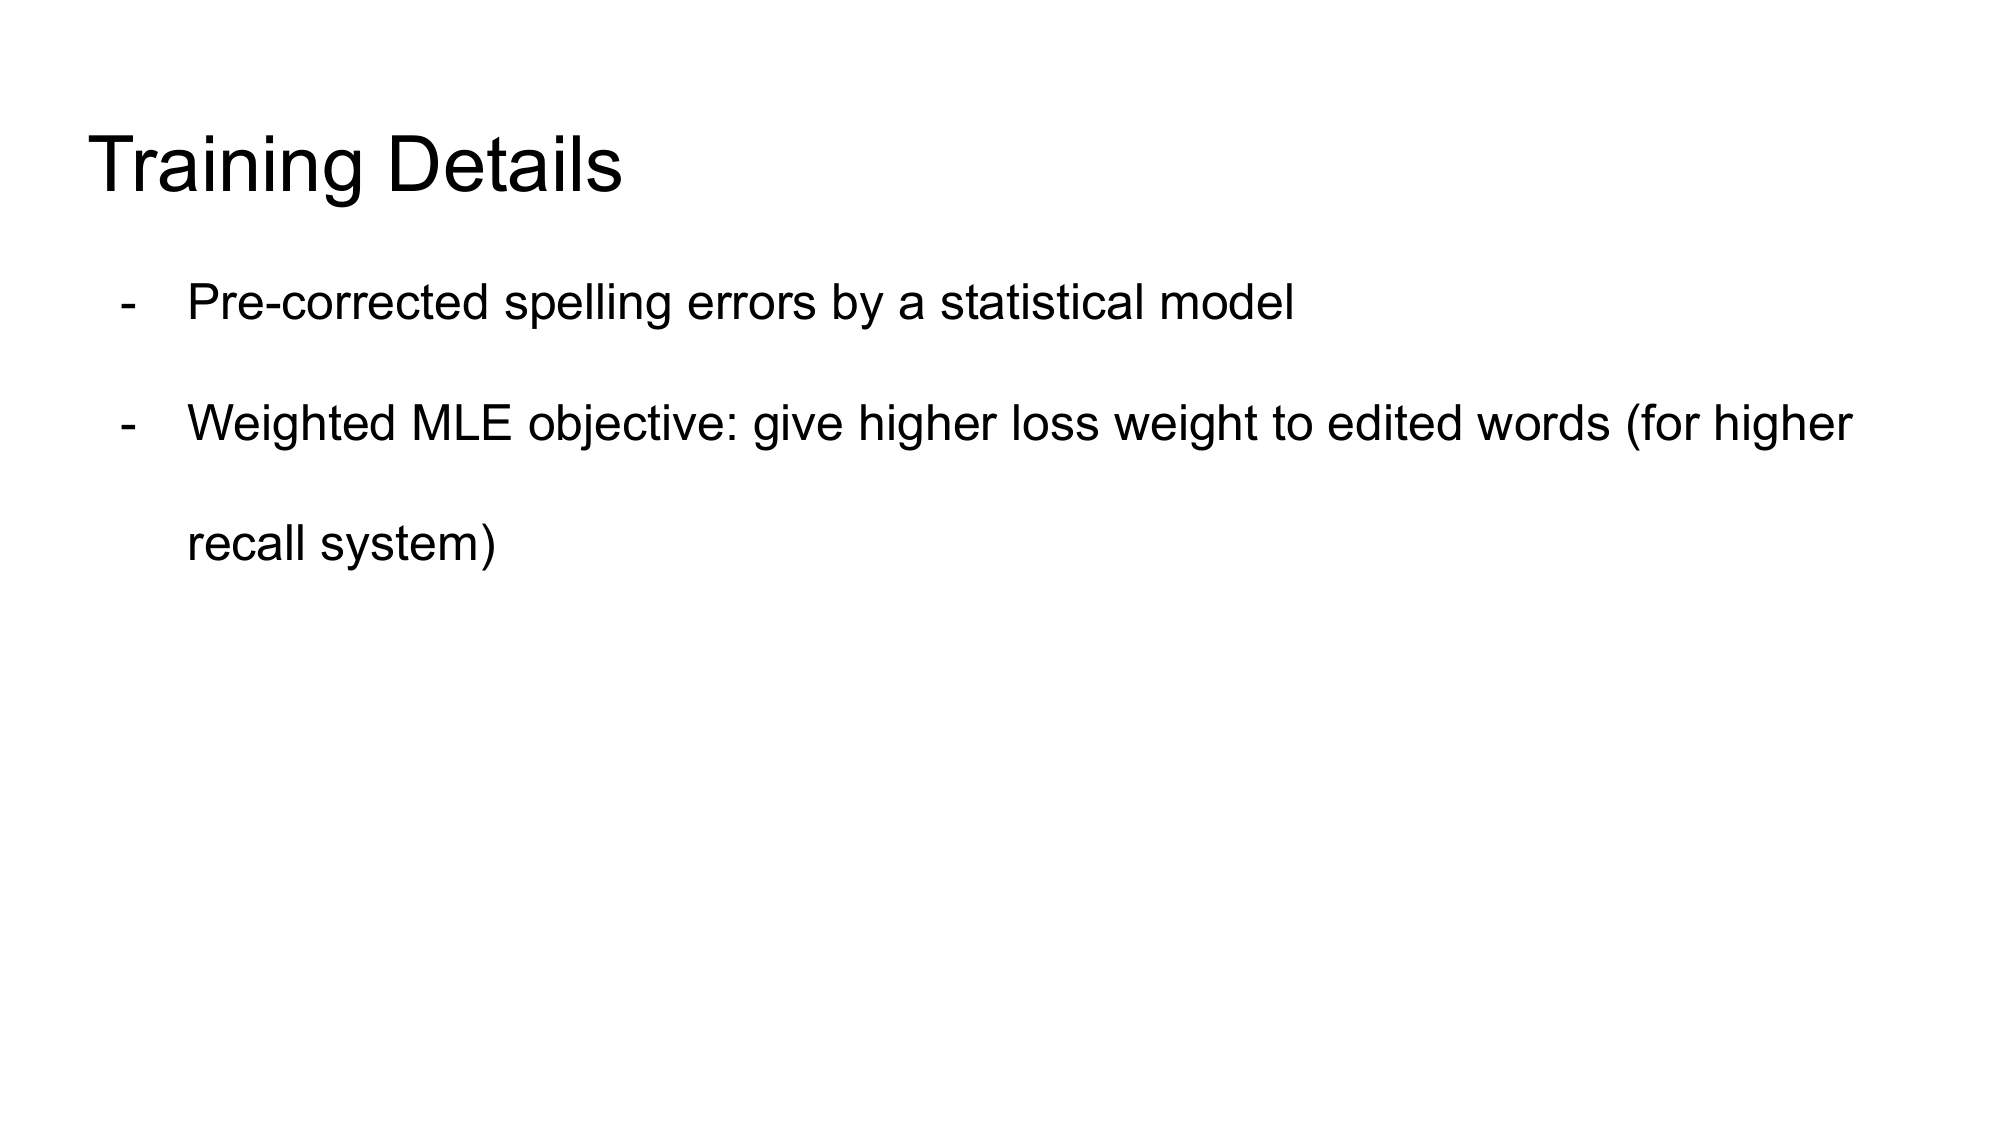 Training Details
- Pre-corrected spelling errors by a statistical model
- Weighted MLE objective: give higher loss weight to edited words (for higher
recall system)